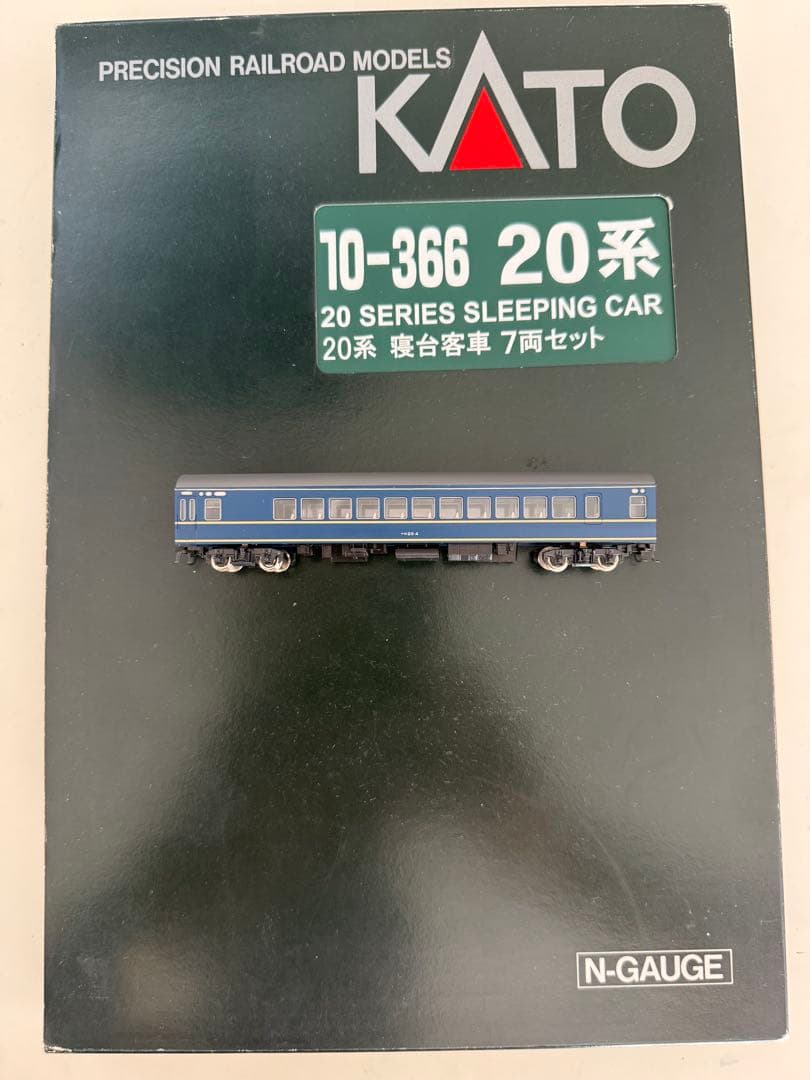 PRECISION RAILROAD MODELS
KATO
10-366 20系
20 SERIES SLEEPING CAR
20系 寝台客車 7両セット
N-GAUGE